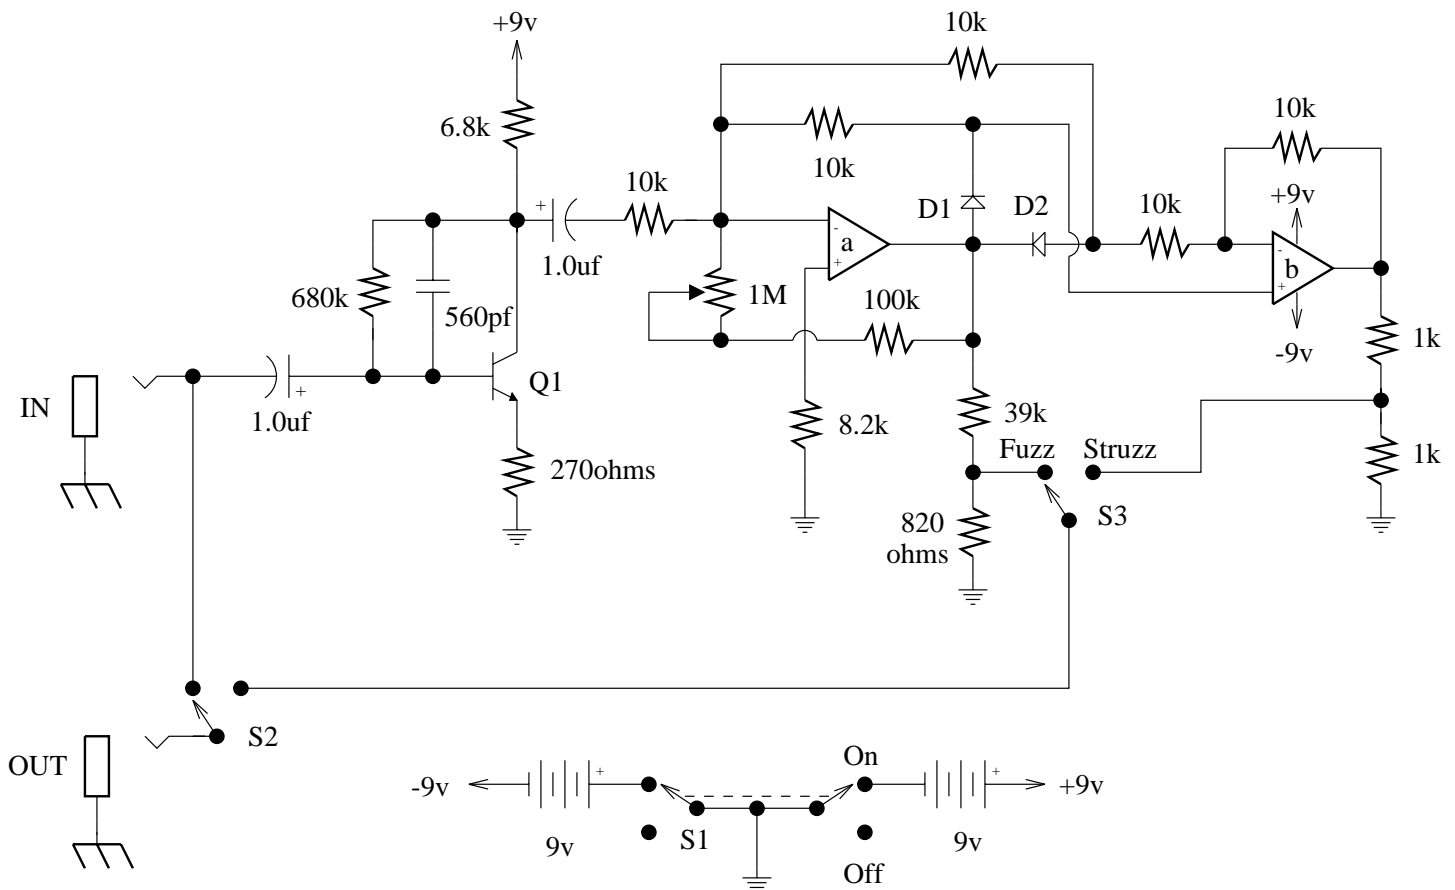 +9v
10k
6.8k
10k
10k
10k
10k
+
D1
D2
10k
+9v
-
a
+
-
b
+
1.0uf
680k
560pf
1M
100k
-9v
1k
IN
+
1.0uf
Q1
8.2k
39k
Fuzz
Struzz
1k
270ohms
820
ohms
S3
S2
OUT
On
-9v
+
+
+9v
9v
S1
9v
Off